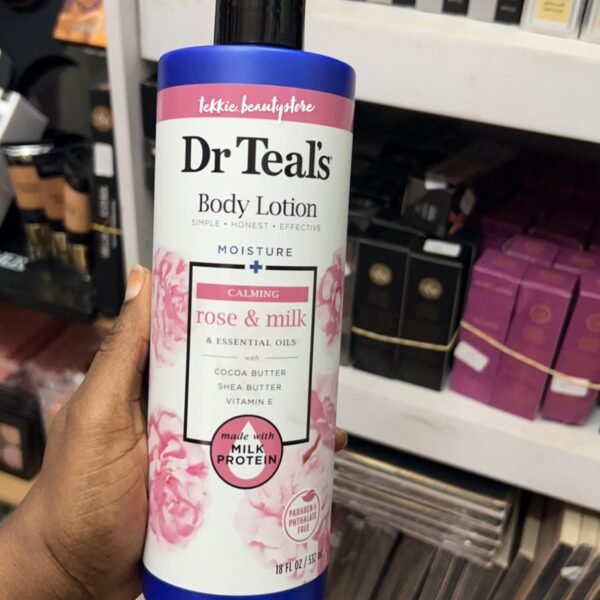 tekkie.beautystore
Dr Teal's®
Body Lotion
SIMPLE • HONEST • EFFECTIVE
MOISTURE
+
CALMING
rose & milk
& ESSENTIAL OILS
with
COCOA BUTTER
SHEA BUTTER
VITAMIN E
made with
MILK
PROTEIN
PARABEN &
PHTHALATE
FREE
18 FL OZ / 532